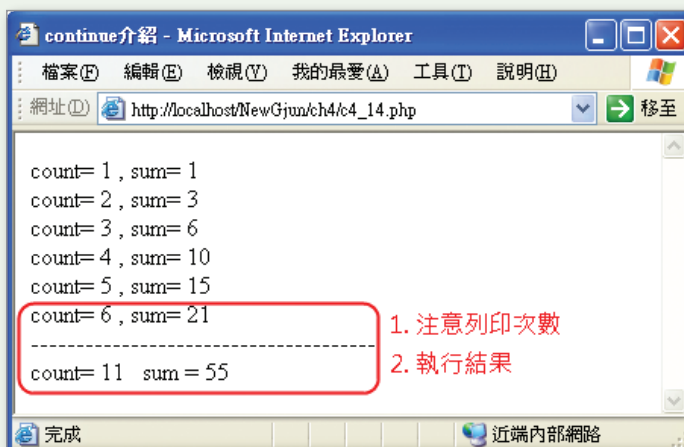 continue介紹 - Microsoft Internet Explorer
檔案(F) 編輯(E) 檢視(V) 我的最愛(A) 工具(T) 說明(H)
網址(D) http://localhost/NewGjun/ch4/c4_14.php 移至
count= 1 , sum= 1
count= 2 , sum= 3
count= 3 , sum= 6
count= 4 , sum= 10
count= 5 , sum= 15
count= 6 , sum= 21
1. 注意列印次數
---------------------------------------
2. 執行結果
count= 11 sum = 55
完成 近端內部網路